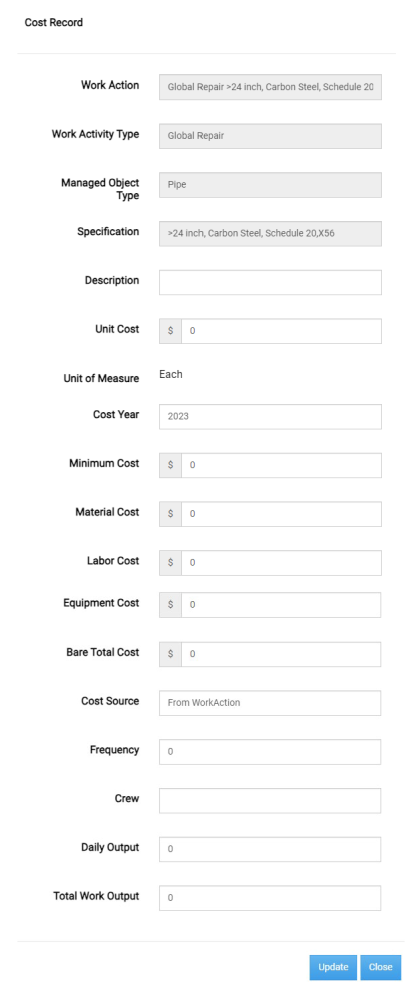 Cost Record
Work Action
Global Repair >24 inch, Carbon Steel, Schedule 20
Work Activity Type
Global Repair
Managed Object
Type
Pipe
Specification
>24 inch, Carbon Steel, Schedule 20,X56
Description
Unit Cost
$ 0
Unit of Measure
Each
Cost Year
2023
Minimum Cost
$ 0
Material Cost
$ 0
Labor Cost
$ 0
Equipment Cost
$ 0
Bare Total Cost
$ 0
Cost Source
From WorkAction
Frequency
0
Crew
Daily Output
0
Total Work Output
0
Update Close